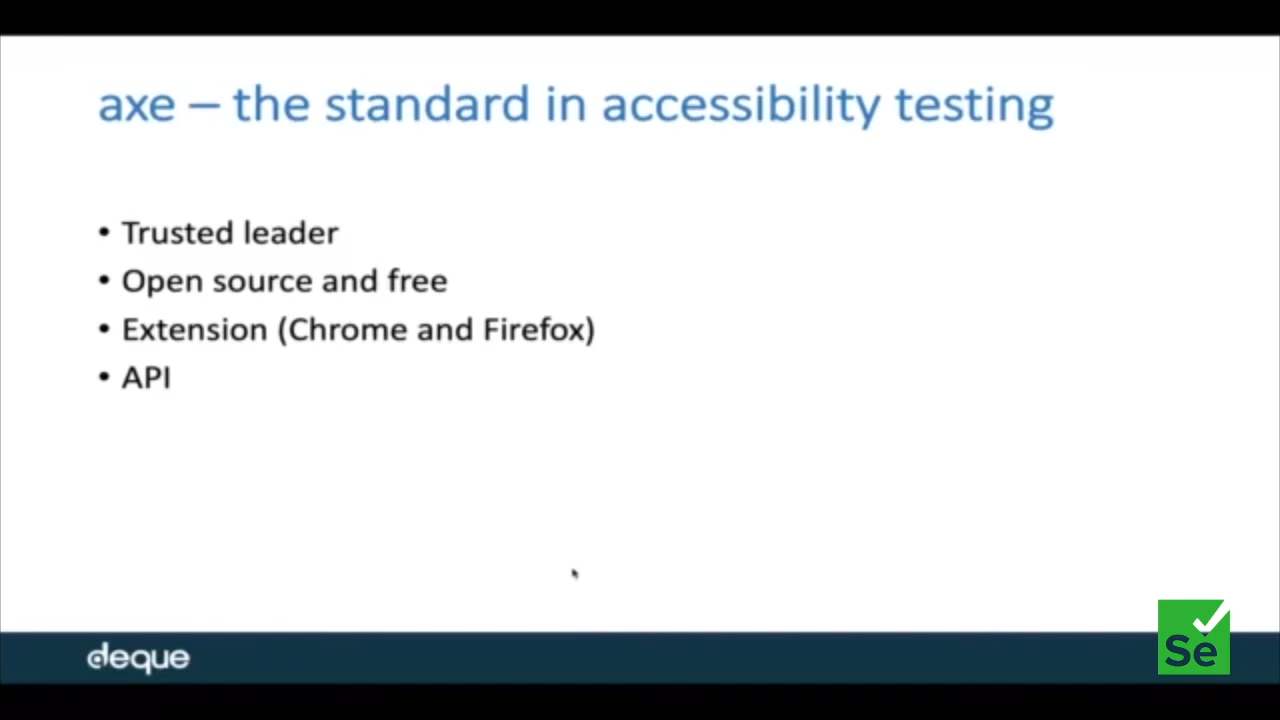 axe – the standard in accessibility testing
• Trusted leader
• Open source and free
• Extension (Chrome and Firefox)
• API
deque
Se